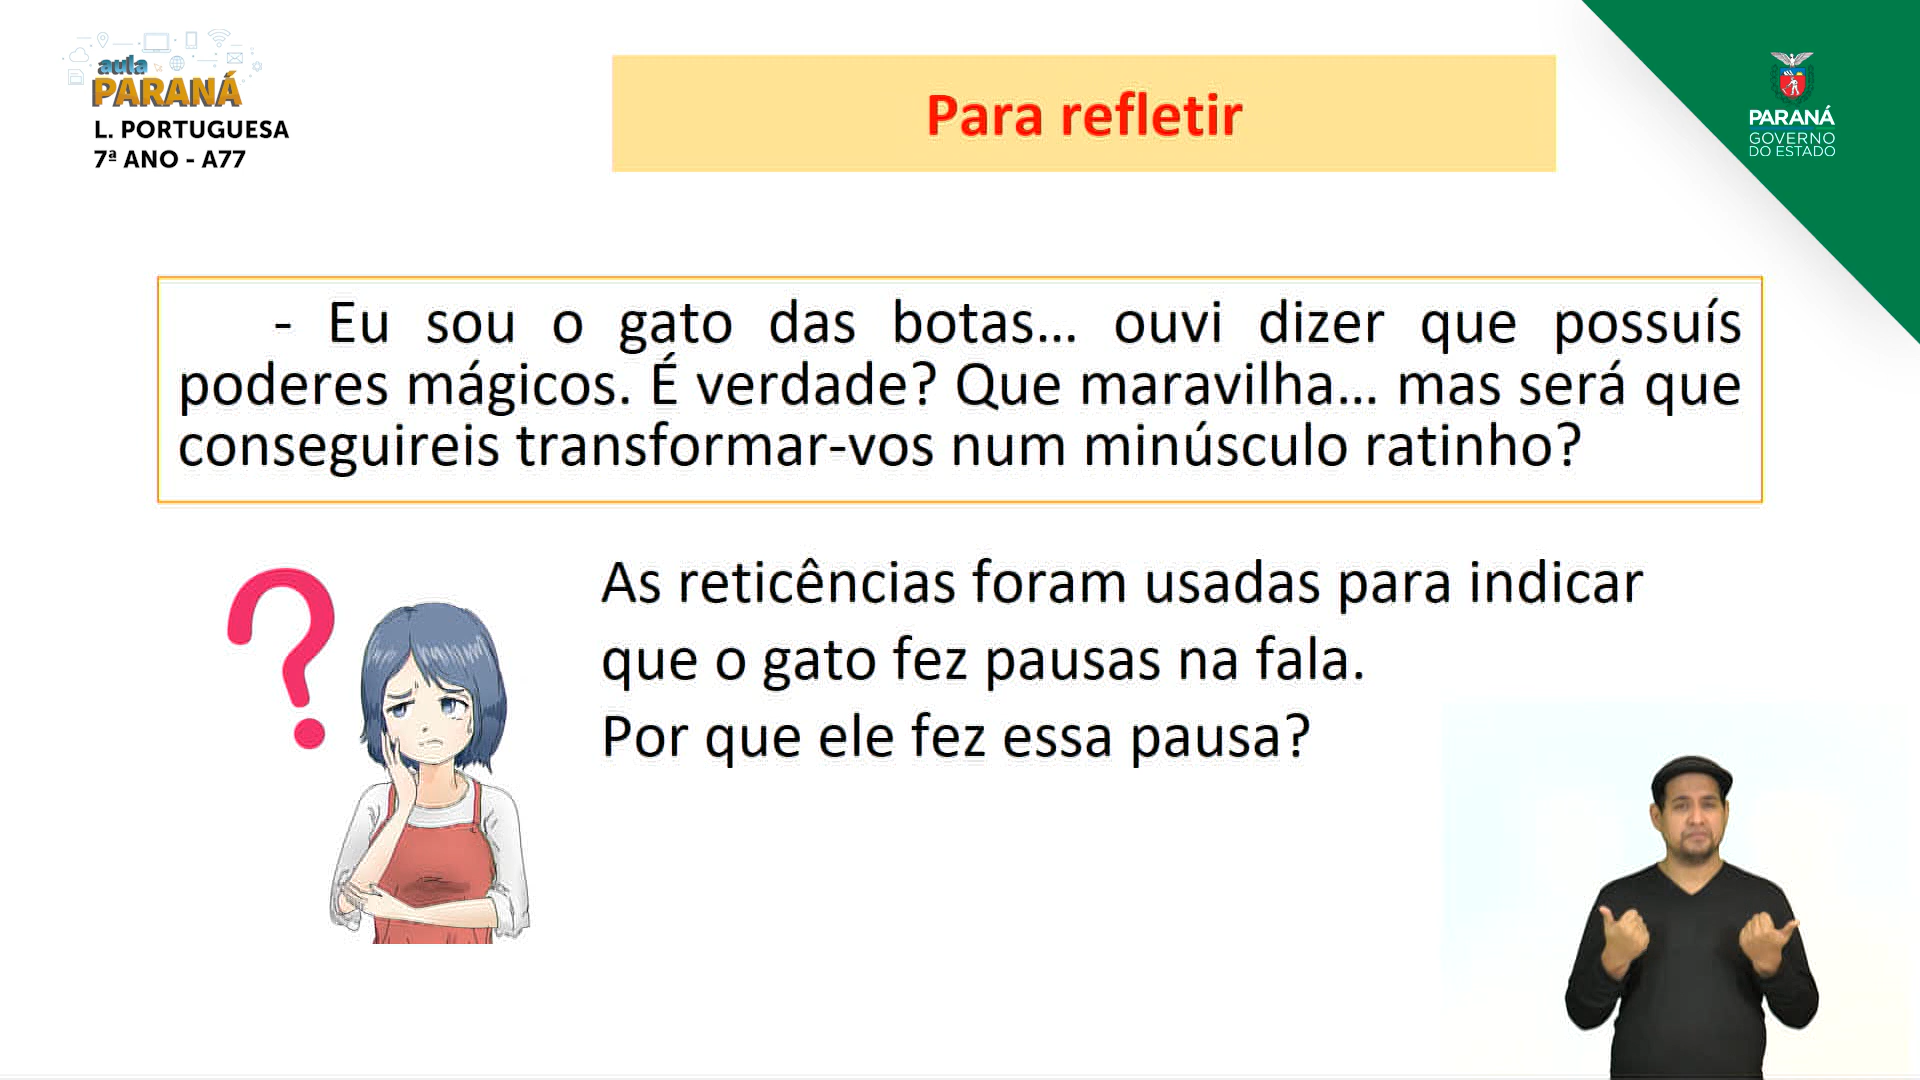 aula
PARANÁ
L. PORTUGUESA
7ª ANO - A77
Para refletir
PARANÁ
GOVERNO
DO ESTADO
- Eu sou o gato das botas... ouvi dizer que possuís
poderes mágicos. É verdade? Que maravilha... mas será que
conseguireis transformar-vos num minúsculo ratinho?
?
As reticências foram usadas para indicar
que o gato fez pausas na fala.
Por que ele fez essa pausa?